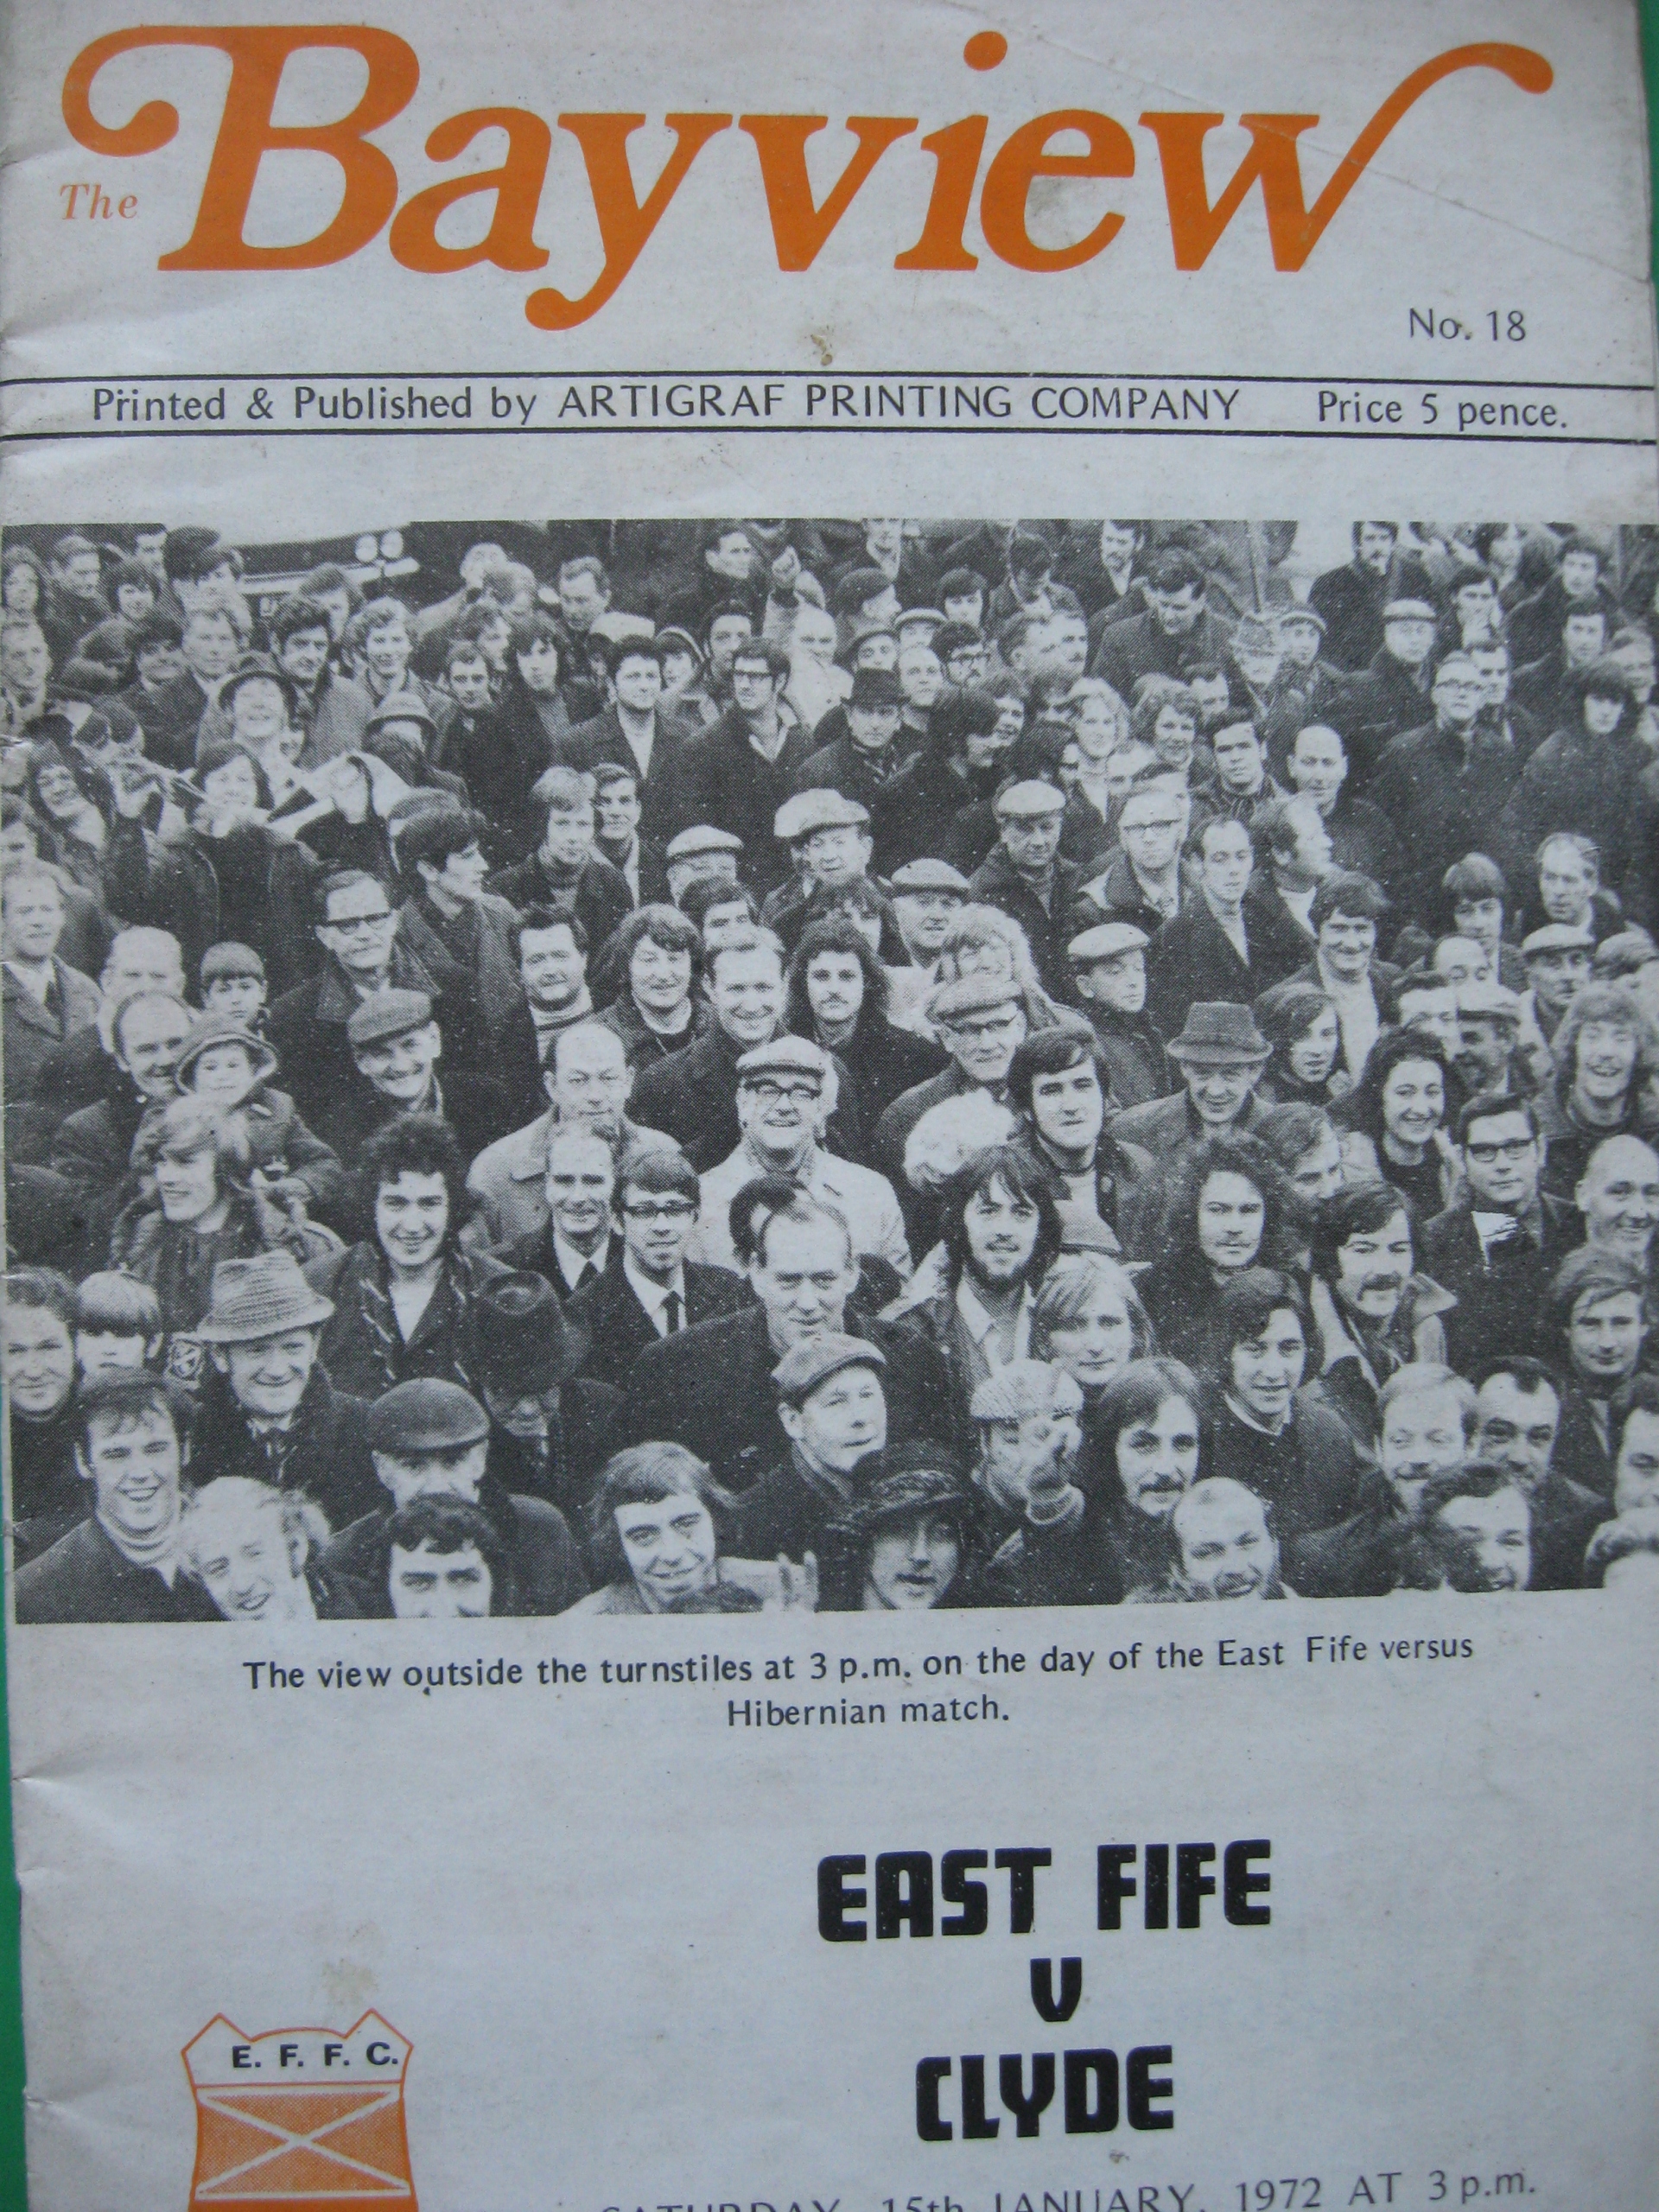 The Bayview
No. 18
Printed & Published by ARTIGRAF PRINTING COMPANY Price 5 pence.
The view outside the turnstiles at 3 p.m. on the day of the East Fife versus
Hibernian match.
EAST FIFE
V
CLYDE
E. F. F. C.
SATURDAY, 15th JANUARY, 1972 AT 3 p.m.